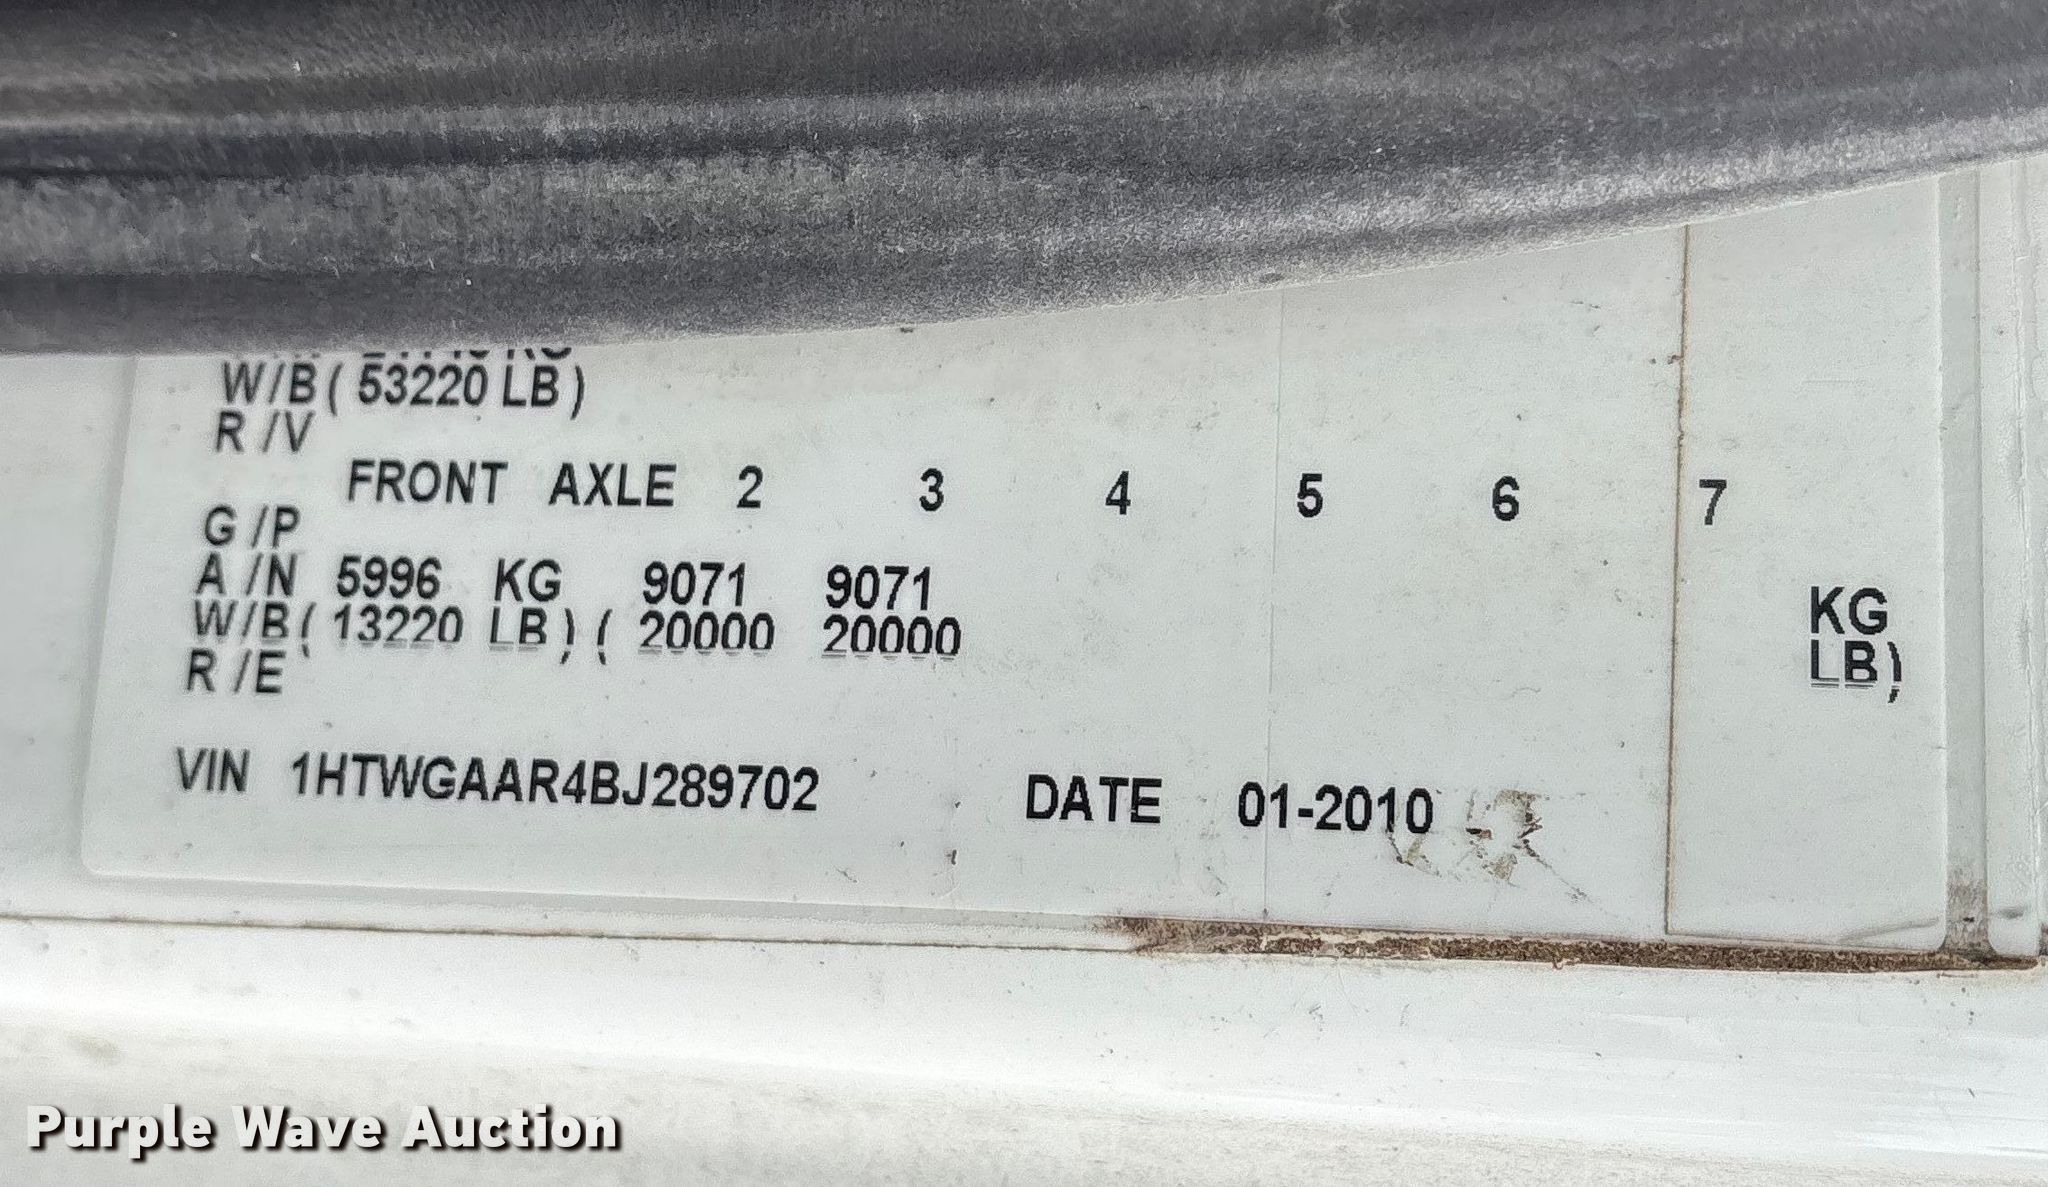 W/B ( 53220 LB )
R /V
FRONT AXLE 2 3 4 5 6 7
G /P
A /N 5996 KG 9071 9071 KG
W/B ( 13220 LB ) ( 20000 20000 LB )
R /E
VIN 1HTWGAAR4BJ289702 DATE 01-2010
Purple Wave Auction